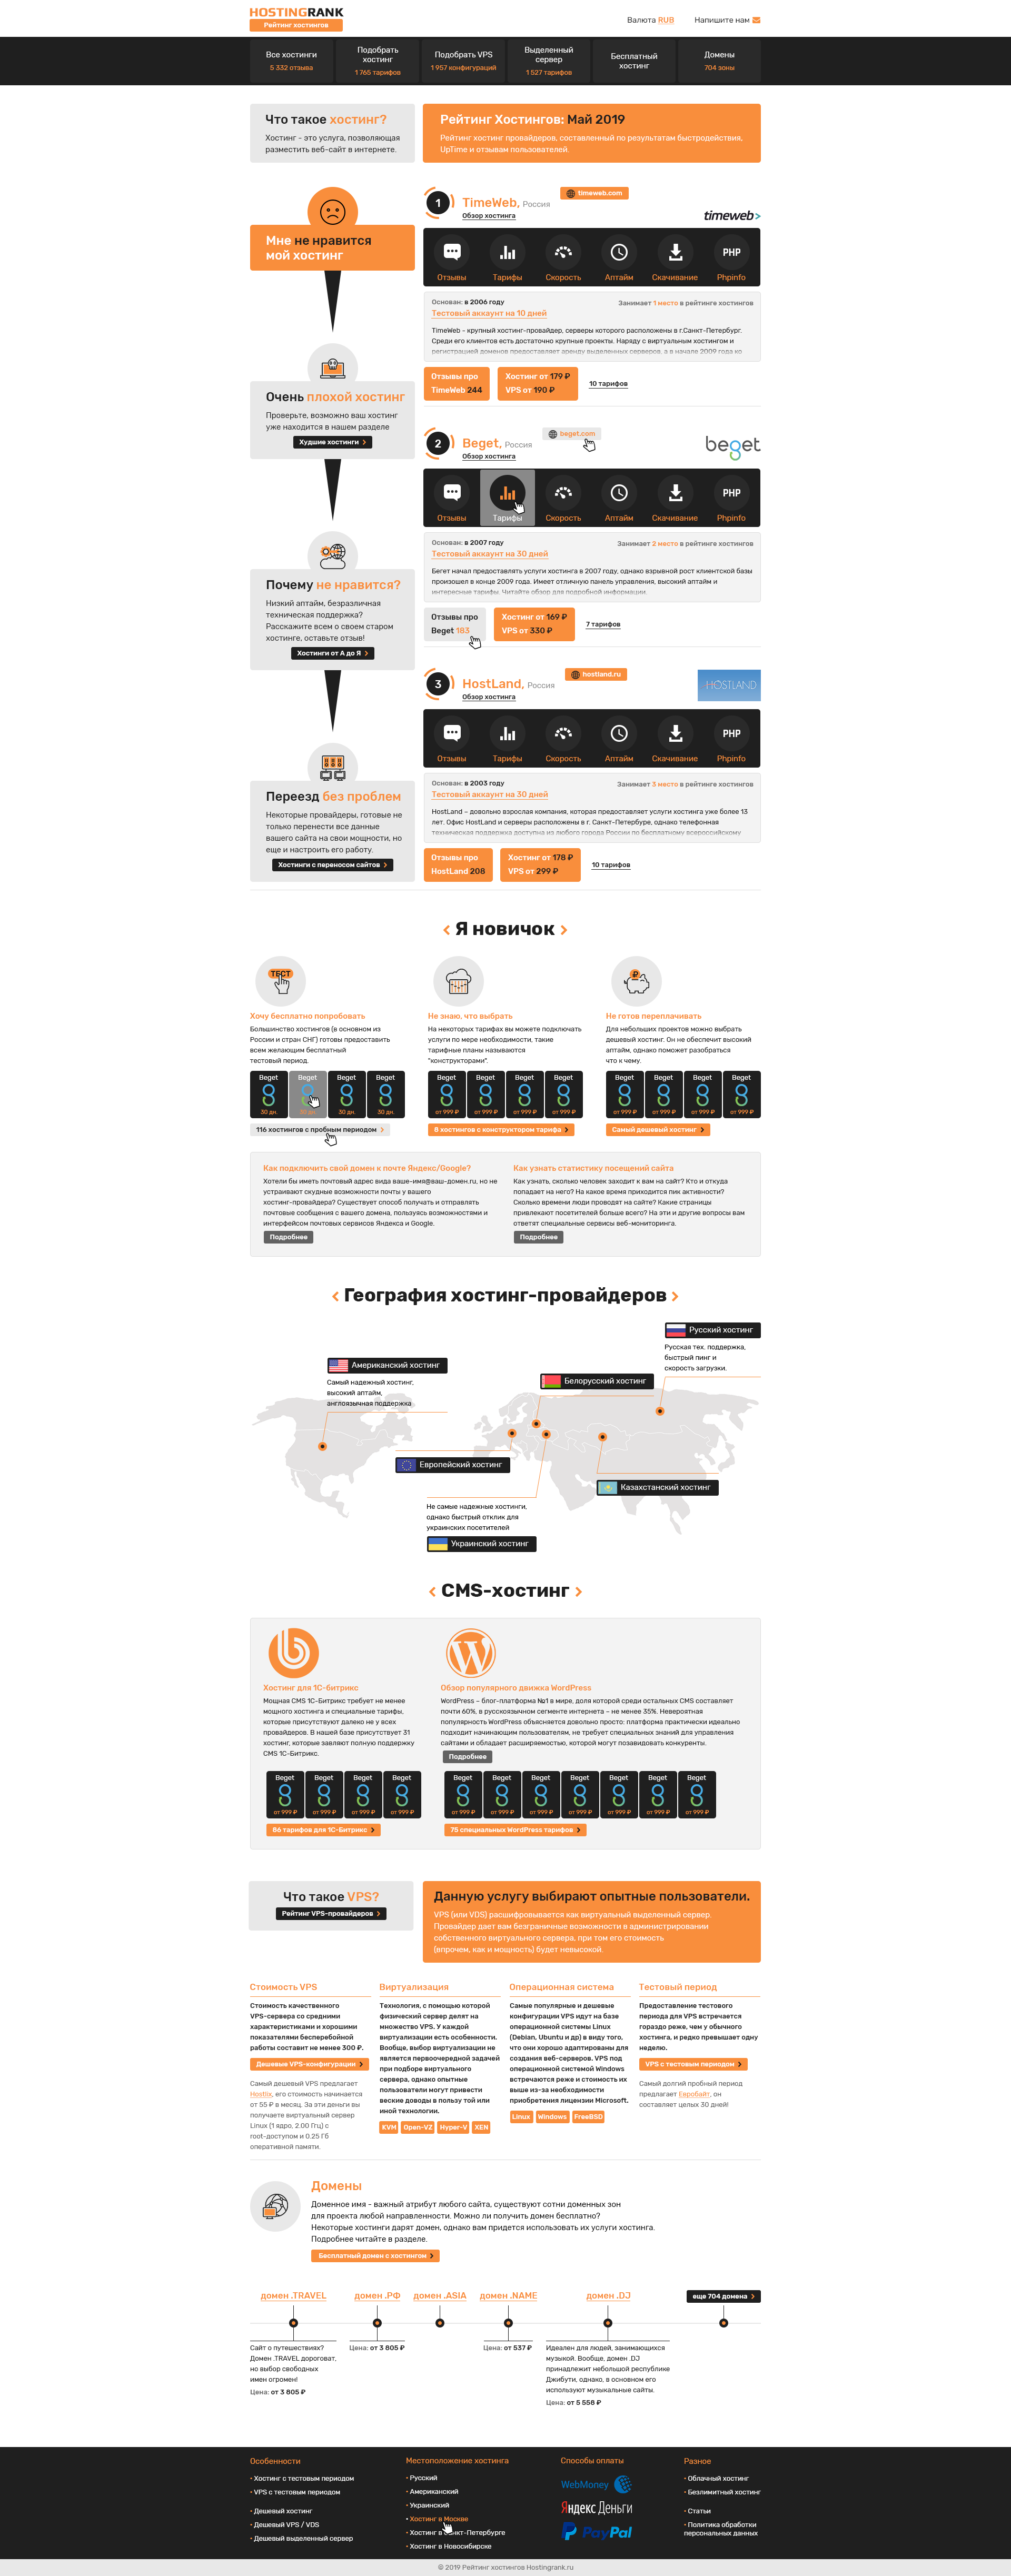 HOSTINGRANK
Рейтинг хостингов
Валюта RUB
Напишите нам
Все хостинги
5 332 отзыва
Подобрать
хостинг
1 765 тарифов
Подобрать VPS
1 957 конфигураций
Выделенный
сервер
1 527 тарифов
Бесплатный
хостинг
Домены
704 зоны
Что такое хостинг?
Хостинг - это услуга, позволяющая
разместить веб-сайт в интернете.
Рейтинг Хостингов: Май 2019
Рейтинг хостинг провайдеров, составленный по результатам быстродействия,
UpTime и отзывам пользователей.
Мне не нравится
мой хостинг
Очень плохой хостинг
Проверьте, возможно ваш хостинг
уже находится в нашем разделе
Худшие хостинги
Почему не нравится?
Низкий аптайм, безразличная
техническая поддержка?
Расскажите всем о своем старом
хостинге, оставьте отзыв!
Хостинги от А до Я
Переезд без проблем
Некоторые провайдеры, готовые не
только перенести все данные
вашего сайта на свои мощности, но
еще и настроить его работу.
Хостинги с переносом сайтов
1
TimeWeb, Россия
timeweb.com
Обзор хостинга
timeweb>
Отзывы
Тарифы
Скорость
Аптайм
Скачивание
PHP
Phpinfo
Основан: в 2006 году
Занимает 1 место в рейтинге хостингов
Тестовый аккаунт на 10 дней
TimeWeb - крупный хостинг-провайдер, серверы которого расположены в г.Санкт-Петербург.
Среди его клиентов есть достаточно крупные проекты. Наряду с виртуальным хостингом и
регистрацией доменов предоставляет аренду выделенных серверов, а в начале 2009 года ко
Отзывы про
TimeWeb 244
Хостинг от 179 ₽
VPS от 190 ₽
10 тарифов
2
Beget, Россия
beget.com
Обзор хостинга
beget
Отзывы
Тарифы
Скорость
Аптайм
Скачивание
PHP
Phpinfo
Основан: в 2007 году
Занимает 2 место в рейтинге хостингов
Тестовый аккаунт на 30 дней
Бегет начал предоставлять услуги хостинга в 2007 году, однако взрывной рост клиентской базы
произошел в конце 2009 года. Имеет отличную панель управления, высокий аптайм и
интересные тарифы. Читайте обзор для подробной информации.
Отзывы про
Beget 183
Хостинг от 169 ₽
VPS от 330 ₽
7 тарифов
3
HostLand, Россия
hostland.ru
Обзор хостинга
HOSTLAND
Отзывы
Тарифы
Скорость
Аптайм
Скачивание
PHP
Phpinfo
Основан: в 2003 году
Занимает 3 место в рейтинге хостингов
Тестовый аккаунт на 30 дней
HostLand – довольно взрослая компания, которая предоставляет услуги хостинга уже более 13
лет. Офис HostLand и серверы расположены в г. Санкт-Петербурге, однако телефонная
техническая поддержка доступна из любого города России по бесплатному всероссийскому
Отзывы про
HostLand 208
Хостинг от 178 ₽
VPS от 299 ₽
10 тарифов
Я новичок
ТЕСТ
Хочу бесплатно попробовать
Большинство хостингов (в основном из
России и стран СНГ) готовы предоставить
всем желающим бесплатный
тестовый период.
Beget Beget Beget Beget
30 дн. 30 дн. 30 дн. 30 дн.
116 хостингов с пробным периодом
Не знаю, что выбрать
На некоторых тарифах вы можете подключать
услуги по мере необходимости, такие
тарифные планы называются
"конструкторами".
Beget Beget Beget Beget
от 999 ₽ от 999 ₽ от 999 ₽ от 999 ₽
8 хостингов с конструктором тарифа
₽
Не готов переплачивать
Для небольших проектов можно выбрать
дешевый хостинг. Он не обеспечит высокий
аптайм, однако поможет разобраться
что к чему.
Beget Beget Beget Beget
от 999 ₽ от 999 ₽ от 999 ₽ от 999 ₽
Самый дешевый хостинг
Как подключить свой домен к почте Яндекс/Google?
Хотели бы иметь почтовый адрес вида ваше-имя@ваш-домен.ru, но не
устраивают скудные возможности почты у вашего
хостинг-провайдера? Существует способ получать и отправлять
почтовые сообщения с вашего домена, пользуясь возможностями и
интерфейсом почтовых сервисов Яндекса и Google.
Подробнее
Как узнать статистику посещений сайта
Как узнать, сколько человек заходит к вам на сайт? Кто и откуда
попадает на него? На какое время приходится пик активности?
Сколько времени люди проводят на сайте? Какие страницы
привлекают посетителей больше всего? На эти и другие вопросы вам
ответят специальные сервисы веб-мониторинга.
Подробнее
География хостинг-провайдеров
Русский хостинг
Русская тех. поддержка,
быстрый пинг и
скорость загрузки.
Американский хостинг
Самый надежный хостинг,
высокий аптайм,
англоязычная поддержка
Белорусский хостинг
Европейский хостинг
Казахстанский хостинг
Не самые надежные хостинги,
однако быстрый отклик для
украинских посетителей
Украинский хостинг
CMS-хостинг
Хостинг для 1С-битрикс
Мощная CMS 1С-Битрикс требует не менее
мощного хостинга и специальные тарифы,
которые присутствуют далеко не у всех
провайдеров. В нашей базе присутствует 31
хостинг, которые завляют полную поддержку
CMS 1С-Битрикс.
Beget Beget Beget Beget
от 999 ₽ от 999 ₽ от 999 ₽ от 999 ₽
86 тарифов для 1С-Битрикс
Обзор популярного движка WordPress
WordPress – блог-платформа №1 в мире, доля которой среди остальных CMS составляет
почти 60%, в русскоязычном сегменте интернета – не менее 35%. Невероятная
популярность WordPress объясняется довольно просто: платформа практически идеально
подходит начинающим пользователям, не требует специальных знаний для управления
сайтами и обладает расширяемостью, которой могут позавидовать конкуренты.
Подробнее
Beget Beget Beget Beget Beget Beget Beget
от 999 ₽ от 999 ₽ от 999 ₽ от 999 ₽ от 999 ₽ от 999 ₽ от 999 ₽
75 специальных WordPress тарифов
Что такое VPS?
Рейтинг VPS-провайдеров
Данную услугу выбирают опытные пользователи.
VPS (или VDS) расшифровывается как виртуальный выделенный сервер.
Провайдер дает вам безграничные возможности в администрировании
собственного виртуального сервера, при том его стоимость
(впрочем, как и мощность) будет невысокой.
Стоимость VPS
Стоимость качественного
VPS-сервера со средними
характеристиками и хорошими
показателями бесперебойной
работы составит не менее 300 ₽.
Дешевые VPS-конфигурации
Самый дешевый VPS предлагает
Hostiix, его стоимость начинается
от 55 ₽ в месяц. За эти деньги вы
получаете виртуальный сервер
Linux (1 ядро, 2.00 Ггц) с
root-доступом и 0.25 Гб
оперативной памяти.
Виртуализация
Технология, с помощью которой
физический сервер делят на
множество VPS. У каждой
виртуализации есть особенности.
Вообще, выбор виртуализации не
является первоочередной задачей
при подборе виртуального
сервера, однако опытные
пользователи могут привести
веские доводы в пользу той или
иной технологии.
KVM Open-VZ Hyper-V XEN
Операционная система
Самые популярные и дешевые
конфигурации VPS идут на базе
операционной системы Linux
(Debian, Ubuntu и др) в виду того,
что они хорошо адаптированы для
создания веб-серверов. VPS под
операционной системой Windows
встречаются реже и стоимость их
выше из-за необходимости
приобретения лицензии Microsoft.
Linux Windows FreeBSD
Тестовый период
Предоставление тестового
периода для VPS встречается
гораздо реже, чем у обычного
хостинга, и редко превышает одну
неделю.
VPS с тестовым периодом
Самый долгий пробный период
предлагает Евробайт, он
составляет целых 30 дней!
Домены
Доменное имя - важный атрибут любого сайта, существуют сотни доменных зон
для проекта любой направленности. Можно ли получить домен бесплатно?
Некоторые хостинги дарят домен, однако вам придется использовать их услуги хостинга.
Подробнее читайте в разделе.
Бесплатный домен с хостингом
домен .TRAVEL
домен .РФ
домен .ASIA
домен .NAME
домен .DJ
еще 704 домена
Сайт о путешествиях?
Домен .TRAVEL дороговат,
но выбор свободных
имен огромен!
Цена: от 3 805 ₽
Цена: от 3 805 ₽
Цена: от 537 ₽
Идеален для людей, занимающихся
музыкой. Вообще, домен .DJ
принадлежит небольшой республике
Джибути, однако, в основном его
используют музыкальные сайты.
Цена: от 5 558 ₽
Особенности
• Хостинг с тестовым периодом
• VPS с тестовым периодом
• Дешевый хостинг
• Дешевый VPS / VDS
• Дешевый выделенный сервер
Местоположение хостинга
• Русский
• Американский
• Украинский
• Хостинг в Москве
• Хостинг в нкт-Петербурге
• Хостинг в Новосибирске
Способы оплаты
WebMoney
Яндекс Деньги
PayPal
Разное
• Облачный хостинг
• Безлимитный хостинг
• Статьи
• Политика обработки
персональных данных
© 2019 Рейтинг хостингов Hostingrank.ru